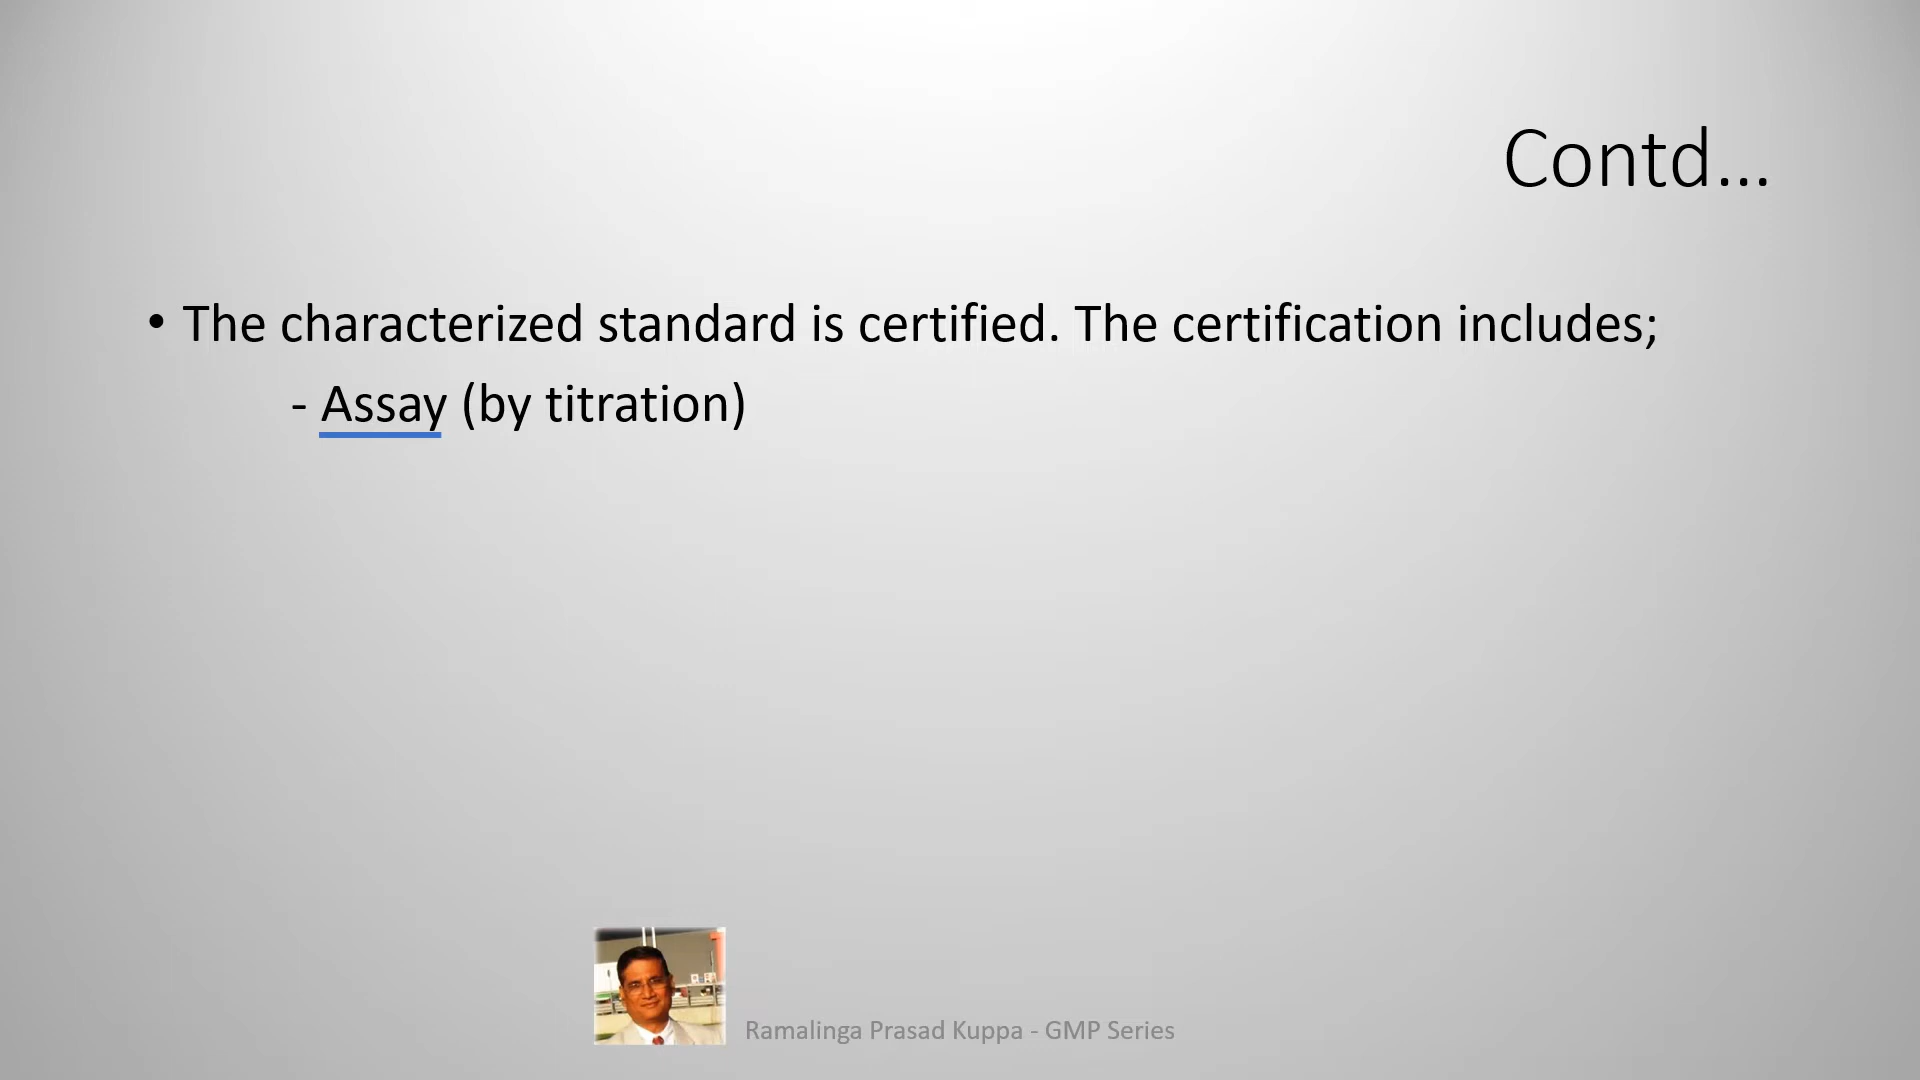 Contd...
• The characterized standard is certified. The certification includes;
- Assay (by titration)
Ramalinga Prasad Kuppa - GMP Series